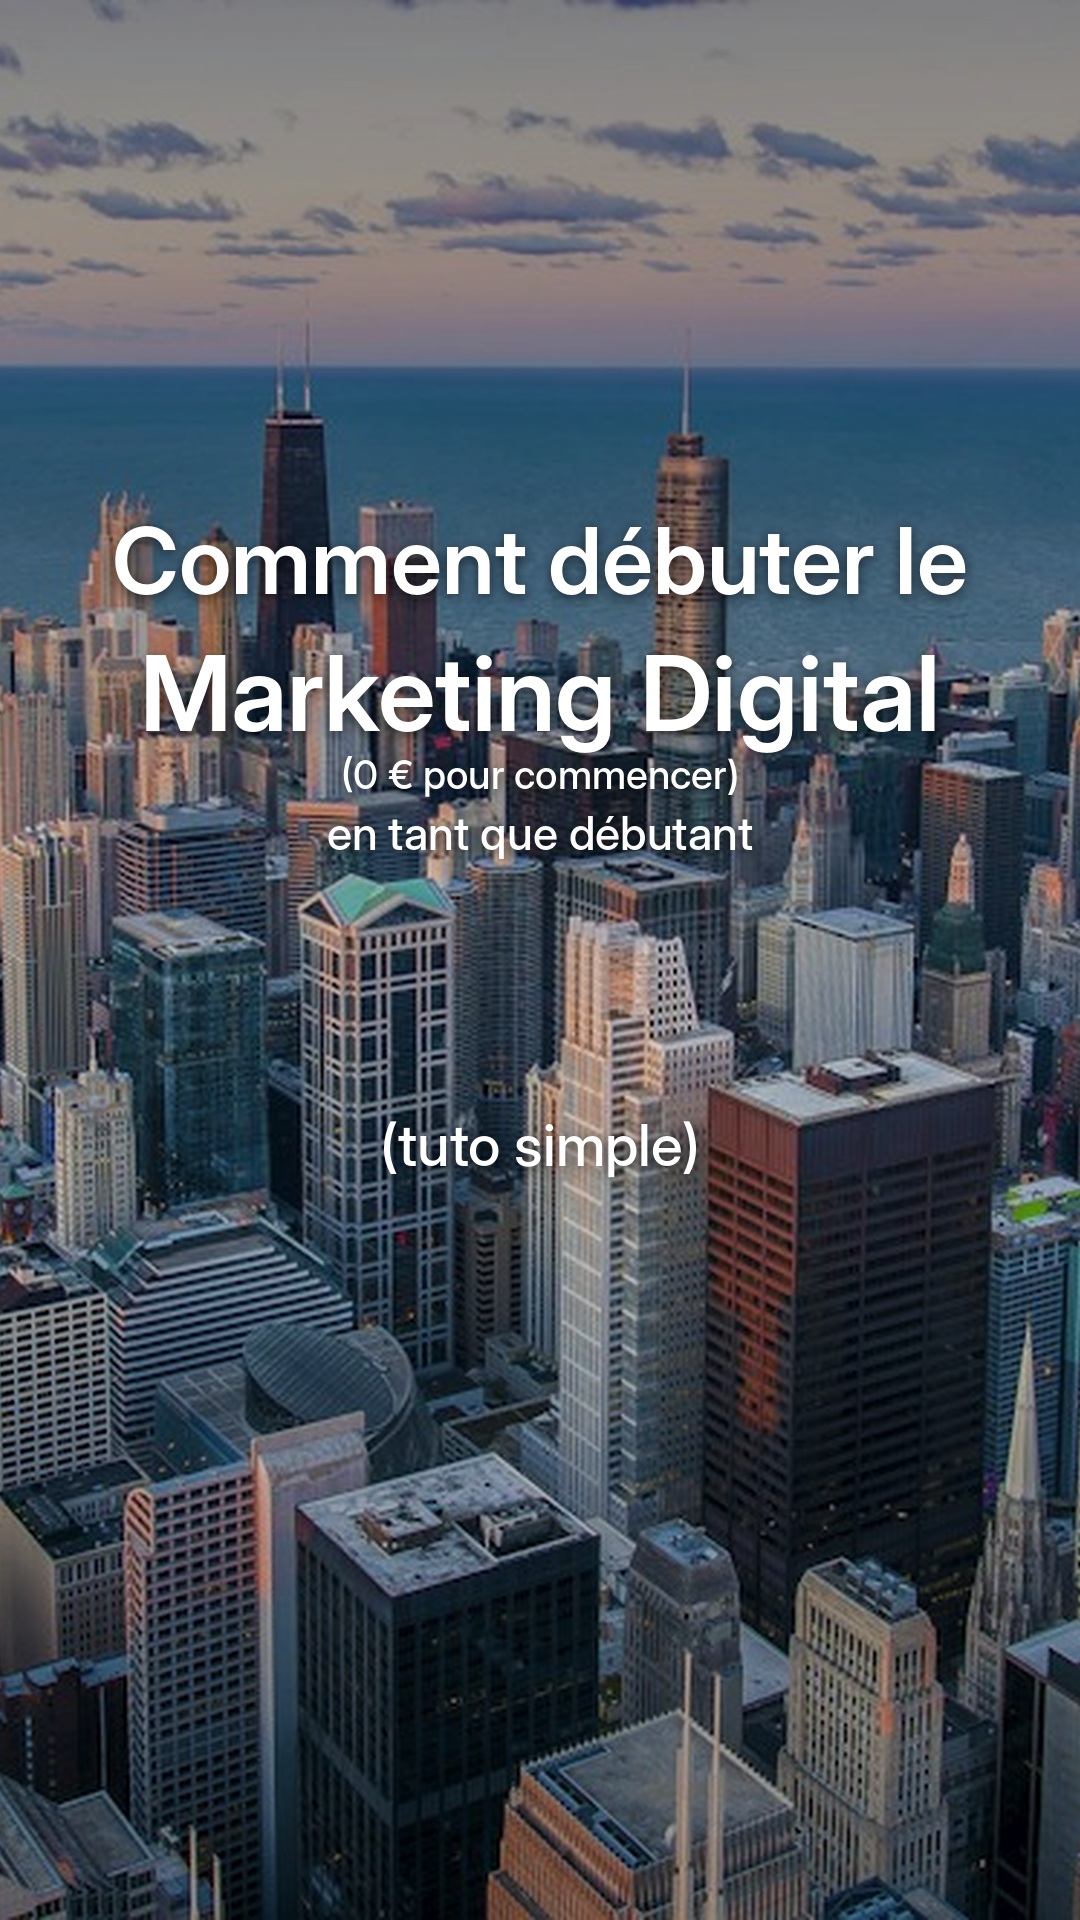 Comment débuter le
Marketing Digital
(0 € pour commencer)
en tant que débutant
(tuto simple)